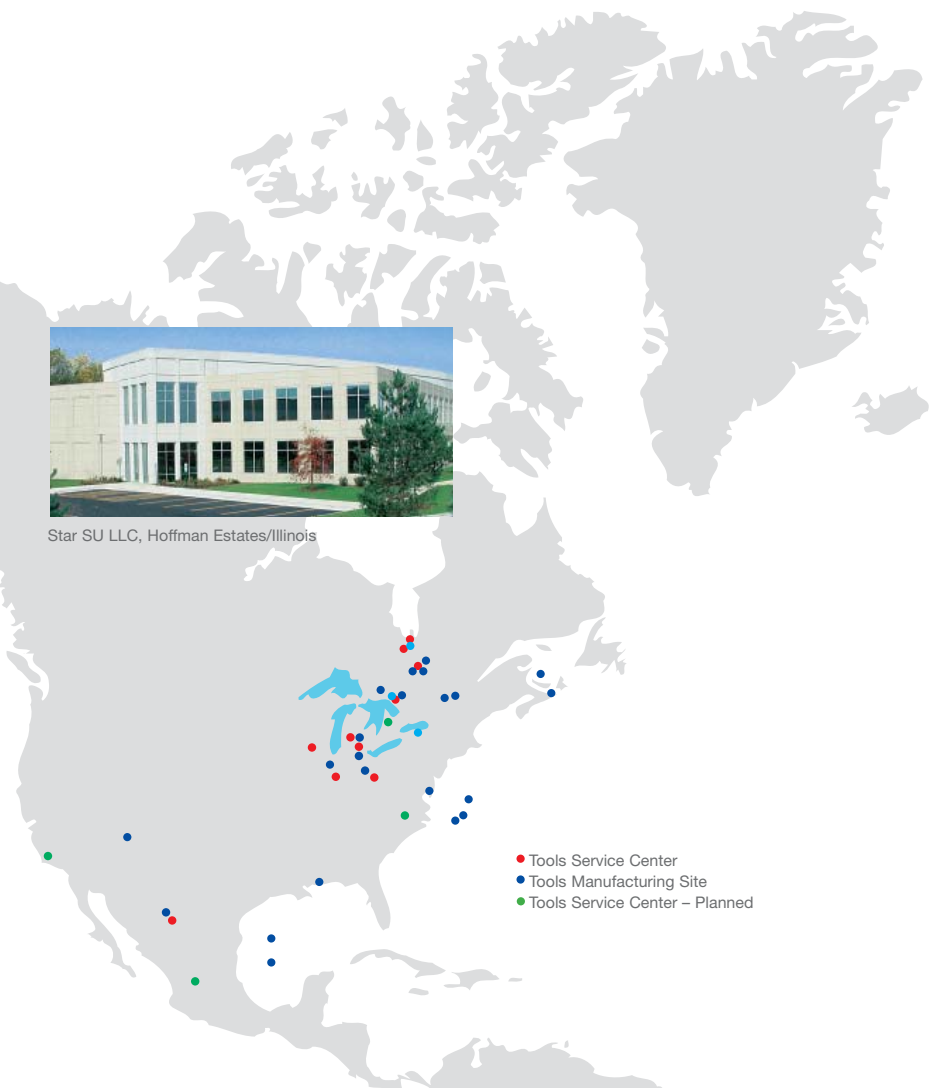 Star SU LLC, Hoffman Estates/Illinois
Tools Service Center
Tools Manufacturing Site
Tools Service Center – Planned